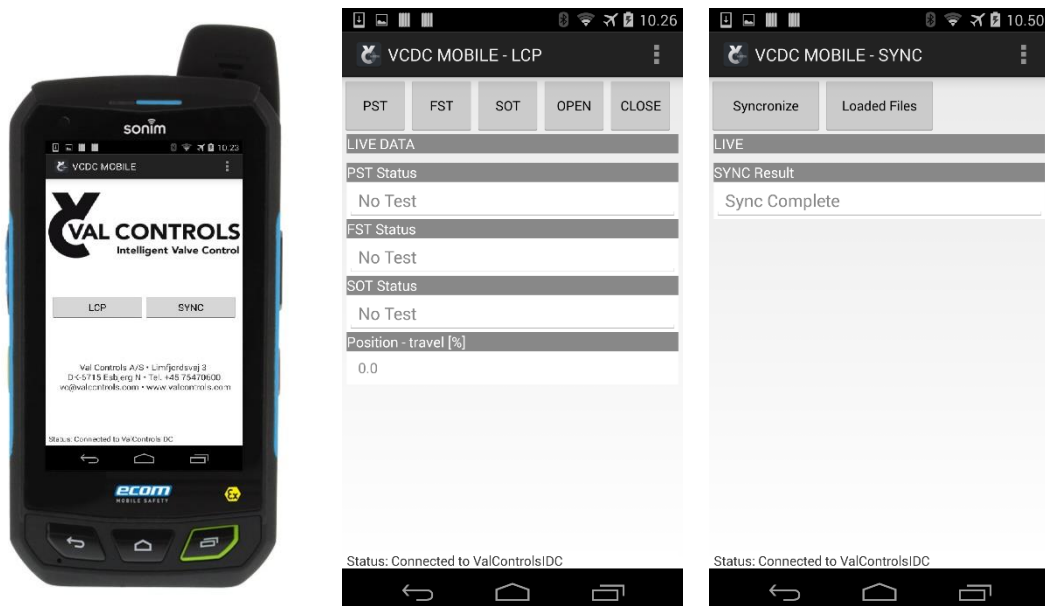 sonim
10.23
VCDC MOBILE
VAL CONTROLS
Intelligent Valve Control
LCP
SYNC
Val Controls A/S • Limfjordsvej 3
DK-6715 Esbjerg N • Tel. +45 75470600
vc@valcontrols.com • www.valcontrols.com
Status: Connected to ValControls IDC
ecom
MOBILE SAFETY
Ex
10.26
VCDC MOBILE - LCP
PST
FST
SOT
OPEN
CLOSE
LIVE DATA
PST Status
No Test
FST Status
No Test
SOT Status
No Test
Position - travel [%]
0.0
Status: Connected to ValControlsIDC
10.50
VCDC MOBILE - SYNC
Syncronize
Loaded Files
LIVE
SYNC Result
Sync Complete
Status: Connected to ValControlsIDC